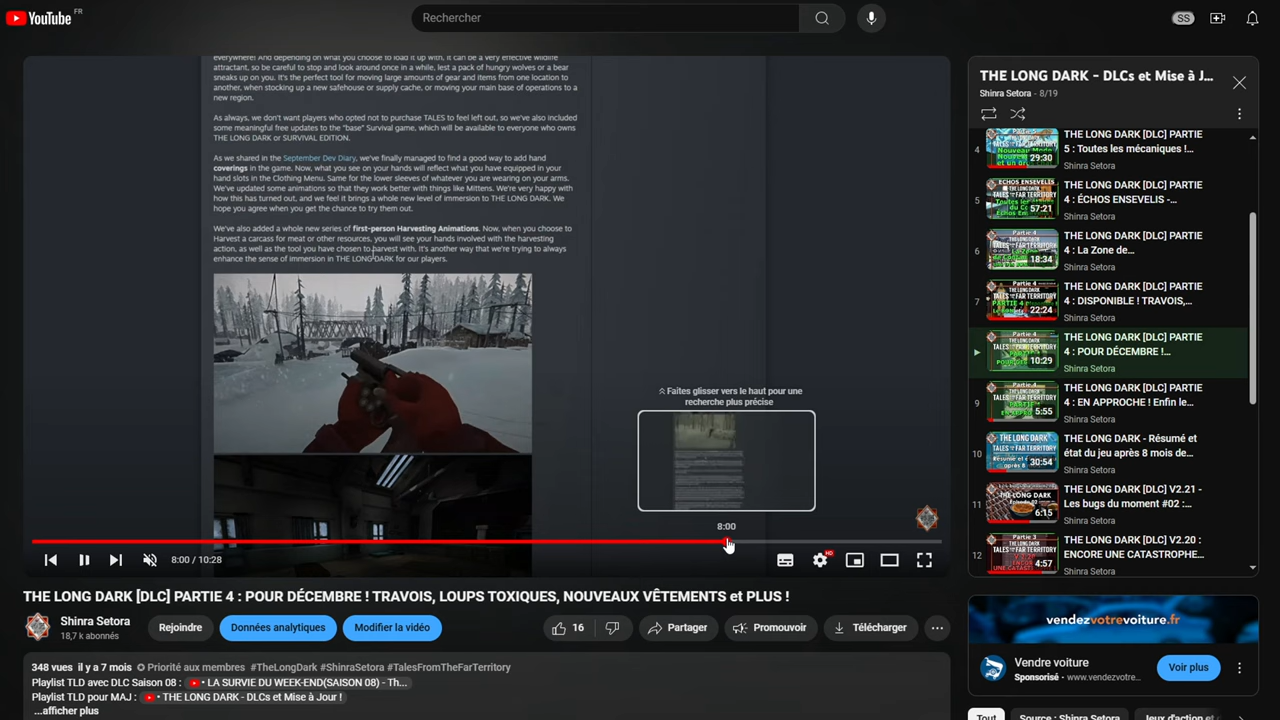 YouTube FR
Rechercher
SS
everywhere! And depending on what you choose to load it up with, it can be a very effective wildlife
attractant, so be careful to stop and look around once in a while, lest a pack of hungry wolves or a bear
sneaks up on you. It's the perfect tool for moving large amounts of gear and items from one location to
another, when stocking up a new safehouse or supply cache, or moving your main base of operations to a
new region.
As always, we don't want players who opted not to purchase TALES to feel left out, so we've also included
some meaningful free updates to the "base" Survival game, which will be available to everyone who owns
THE LONG DARK or SURVIVAL EDITION.
As we shared in the September Dev Diary, we've finally managed to find a good way to add hand
coverings in the game. Now, what you see on your hands will reflect what you have equipped in your
hand slots in the Clothing Menu. Same for the lower sleeves of whatever you are wearing on your arms.
We've updated some animations so that they work better with things like Mittens. We're very happy with
how this has turned out, and we feel it brings a whole new level of immersion to THE LONG DARK. We
hope you agree when you get the chance to try them out.
We've also added a whole new series of first-person Harvesting Animations. Now, when you choose to
Harvest a carcass for meat or other resources, you will see your hands involved with the harvesting
action, as well as the tool you have chosen to harvest with. It's another way that we're trying to always
enhance the sense of immersion in THE LONG DARK for our players.
Faites glisser vers le haut pour une
recherche plus précise
8:00
8:00 / 10:28
HD
THE LONG DARK [DLC] PARTIE 4 : POUR DÉCEMBRE ! TRAVOIS, LOUPS TOXIQUES, NOUVEAUX VÊTEMENTS et PLUS !
Shinra Setora
18,7 k abonnés
Rejoindre
Données analytiques
Modifier la vidéo
16
Partager
Promouvoir
Télécharger
348 vues il y a 7 mois Priorité aux membres #TheLongDark #ShinraSetora #TalesFromTheFarTerritory
Playlist TLD avec DLC Saison 08 : • LA SURVIE DU WEEK-END(SAISON 08) - Th...
Playlist TLD pour MAJ : • THE LONG DARK - DLCs et Mise à Jour !
...afficher plus
THE LONG DARK - DLCs et Mise à J...
Shinra Setora - 8/19
4
29:30
THE LONG DARK [DLC] PARTIE
5 : Toutes les mécaniques !...
Shinra Setora
5
57:21
THE LONG DARK [DLC] PARTIE
4 : ÉCHOS ENSEVELIS -...
Shinra Setora
6
18:34
THE LONG DARK [DLC] PARTIE
4 : La Zone de...
Shinra Setora
7
22:24
THE LONG DARK [DLC] PARTIE
4 : DISPONIBLE ! TRAVOIS,...
Shinra Setora
10:29
THE LONG DARK [DLC] PARTIE
4 : POUR DÉCEMBRE !...
Shinra Setora
9
5:55
THE LONG DARK [DLC] PARTIE
4 : EN APPROCHE ! Enfin le...
Shinra Setora
10
30:54
THE LONG DARK - Résumé et
état du jeu après 8 mois de...
Shinra Setora
11
6:15
THE LONG DARK [DLC] V2.21 -
Les bugs du moment #02 :...
Shinra Setora
12
4:57
THE LONG DARK [DLC] V2.20 :
ENCORE UNE CATASTROPHE...
Shinra Setora
vendezvotrevoiture.fr
Vendre voiture
Sponsorisé • www.vendezvotre...
Voir plus
Tout
Source : Shinra Setora
Jeux d'action et